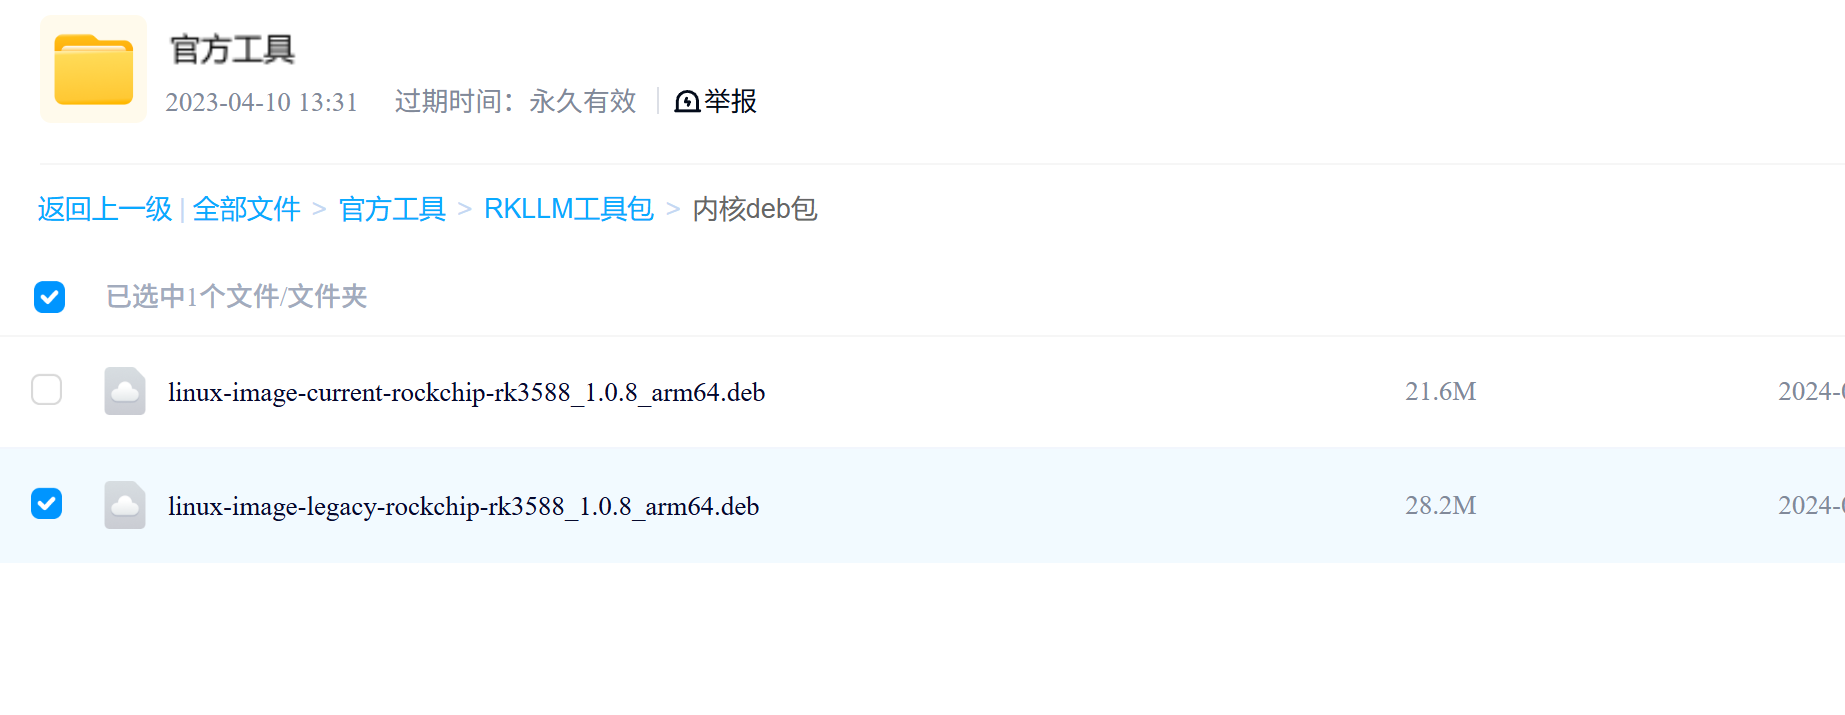 官方工具
2023-04-10 13:31 过期时间：永久有效 举报
返回上一级 | 全部文件 > 官方工具 > RKLLM工具包 > 内核deb包
已选中1个文件/文件夹
linux-image-current-rockchip-rk3588_1.0.8_arm64.deb 21.6M 2024-
linux-image-legacy-rockchip-rk3588_1.0.8_arm64.deb 28.2M 2024-